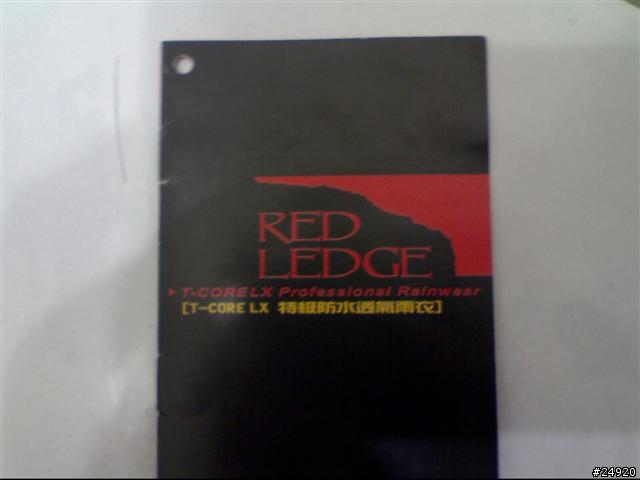 RED
LEDGE
T-CORELX Professional Rainwear
[T-CORE LX 特級防水透氣雨衣]
#24920